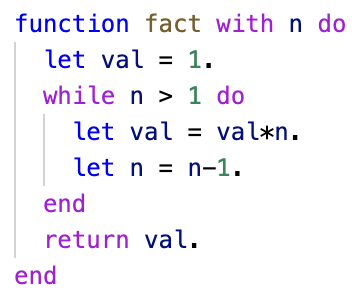 function fact with n do
  let val = 1.
  while n > 1 do
    let val = val*n.
    let n = n-1.
  end
  return val.
end